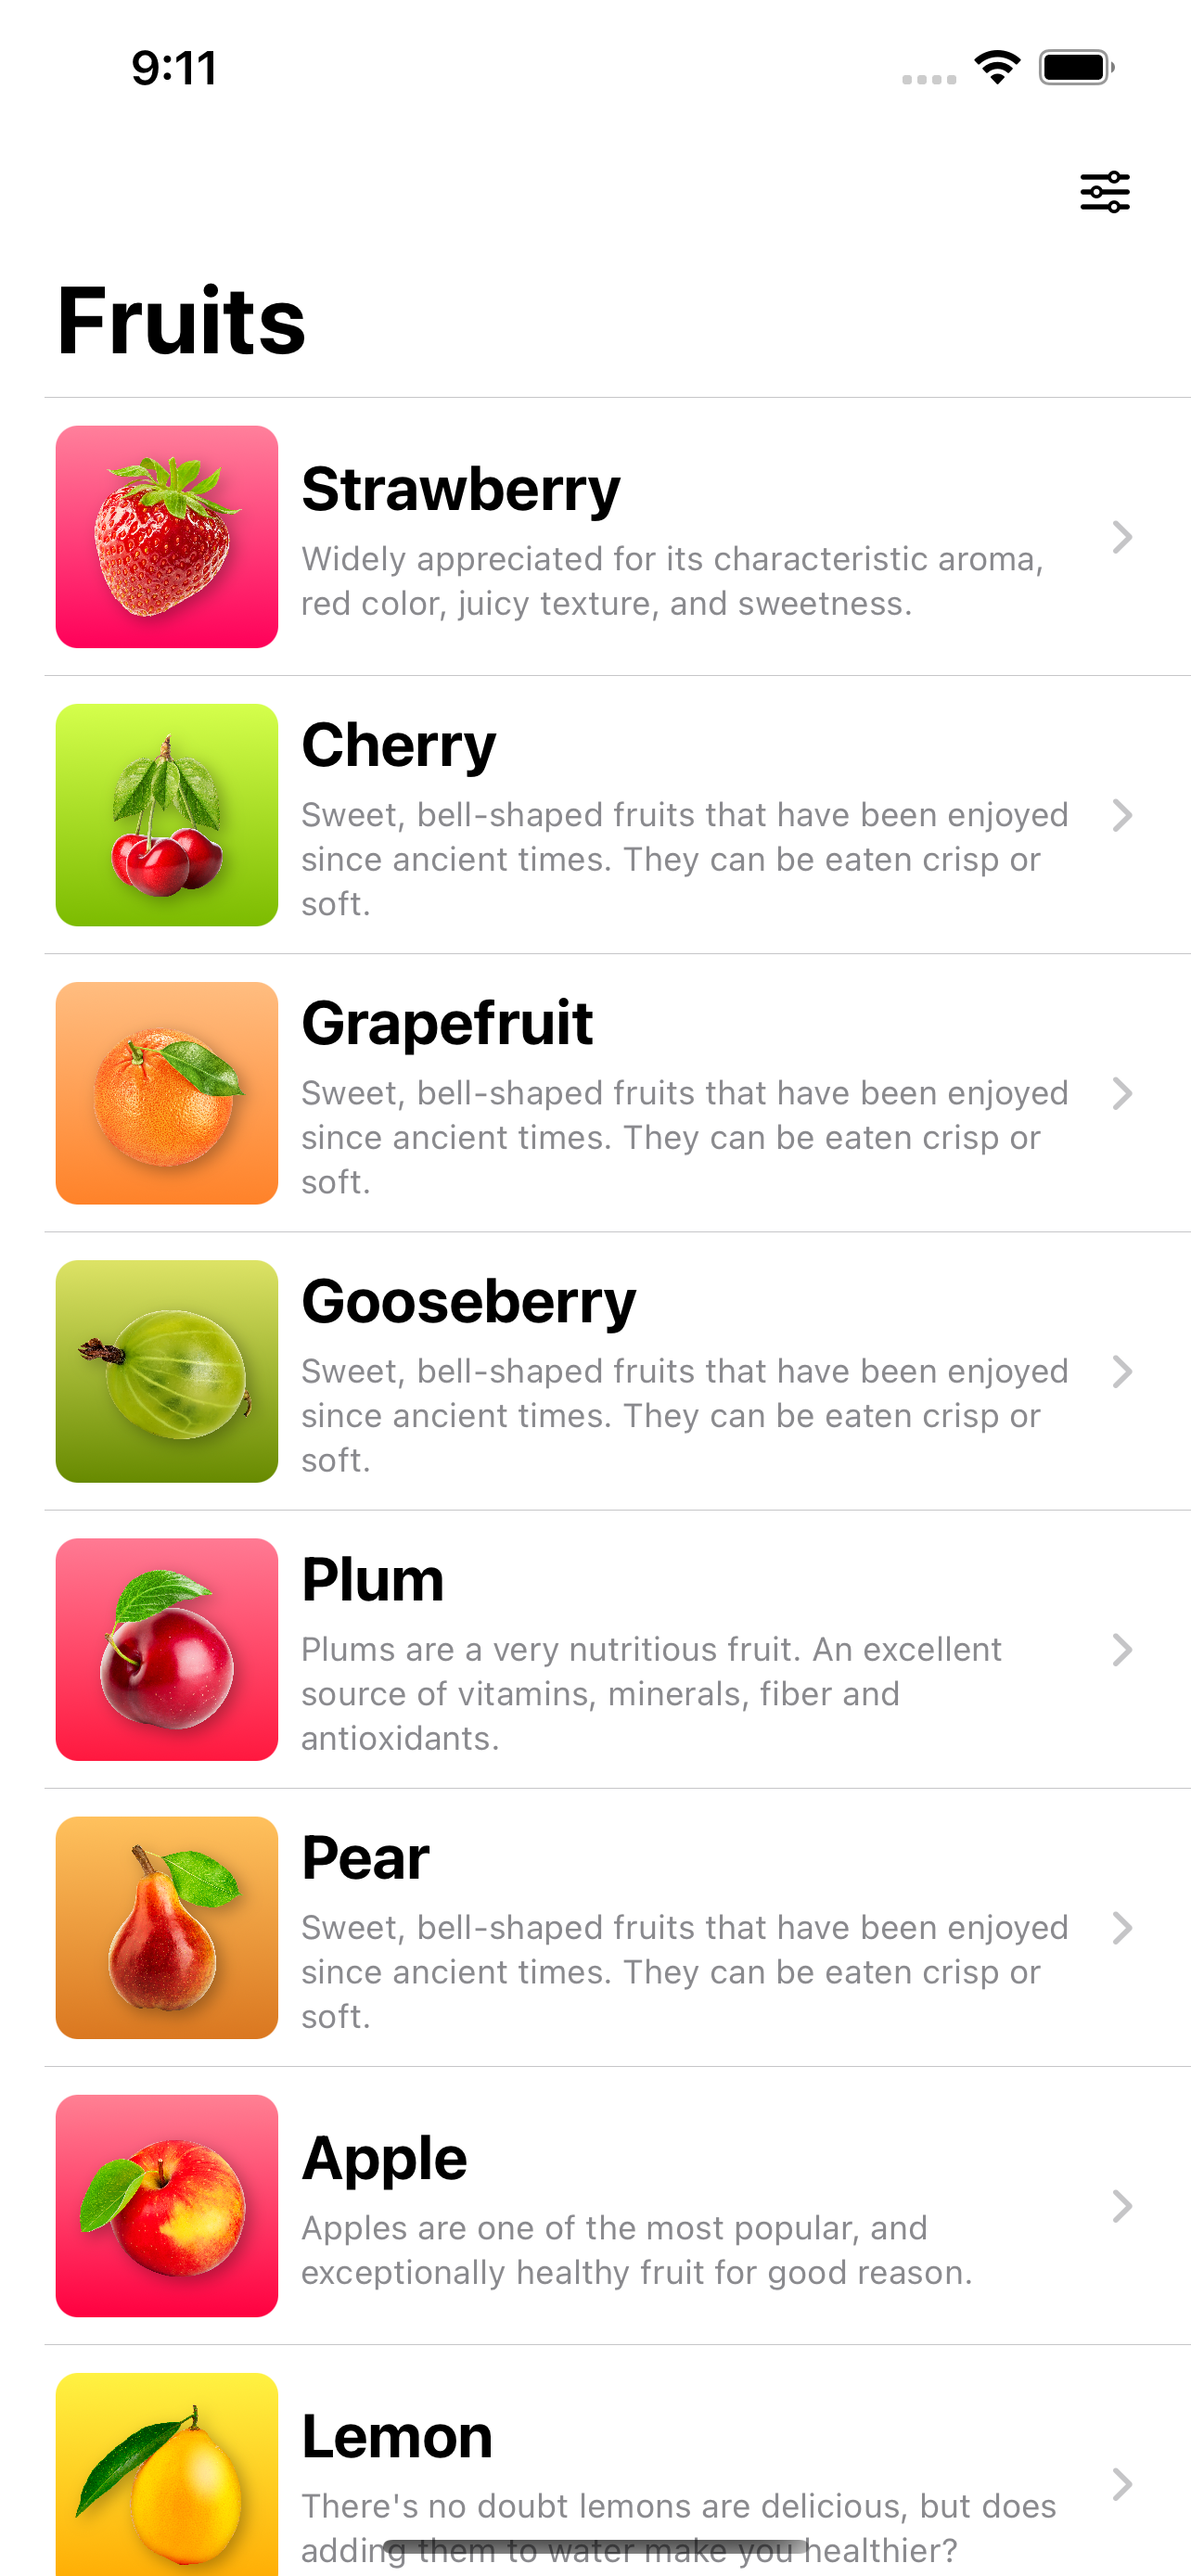 9:11
Fruits
Strawberry
Widely appreciated for its characteristic aroma,
red color, juicy texture, and sweetness.
Cherry
Sweet, bell-shaped fruits that have been enjoyed
since ancient times. They can be eaten crisp or
soft.
Grapefruit
Sweet, bell-shaped fruits that have been enjoyed
since ancient times. They can be eaten crisp or
soft.
Gooseberry
Sweet, bell-shaped fruits that have been enjoyed
since ancient times. They can be eaten crisp or
soft.
Plum
Plums are a very nutritious fruit. An excellent
source of vitamins, minerals, fiber and
antioxidants.
Pear
Sweet, bell-shaped fruits that have been enjoyed
since ancient times. They can be eaten crisp or
soft.
Apple
Apples are one of the most popular, and
exceptionally healthy fruit for good reason.
Lemon
There's no doubt lemons are delicious, but does
adding them to water make you healthier?